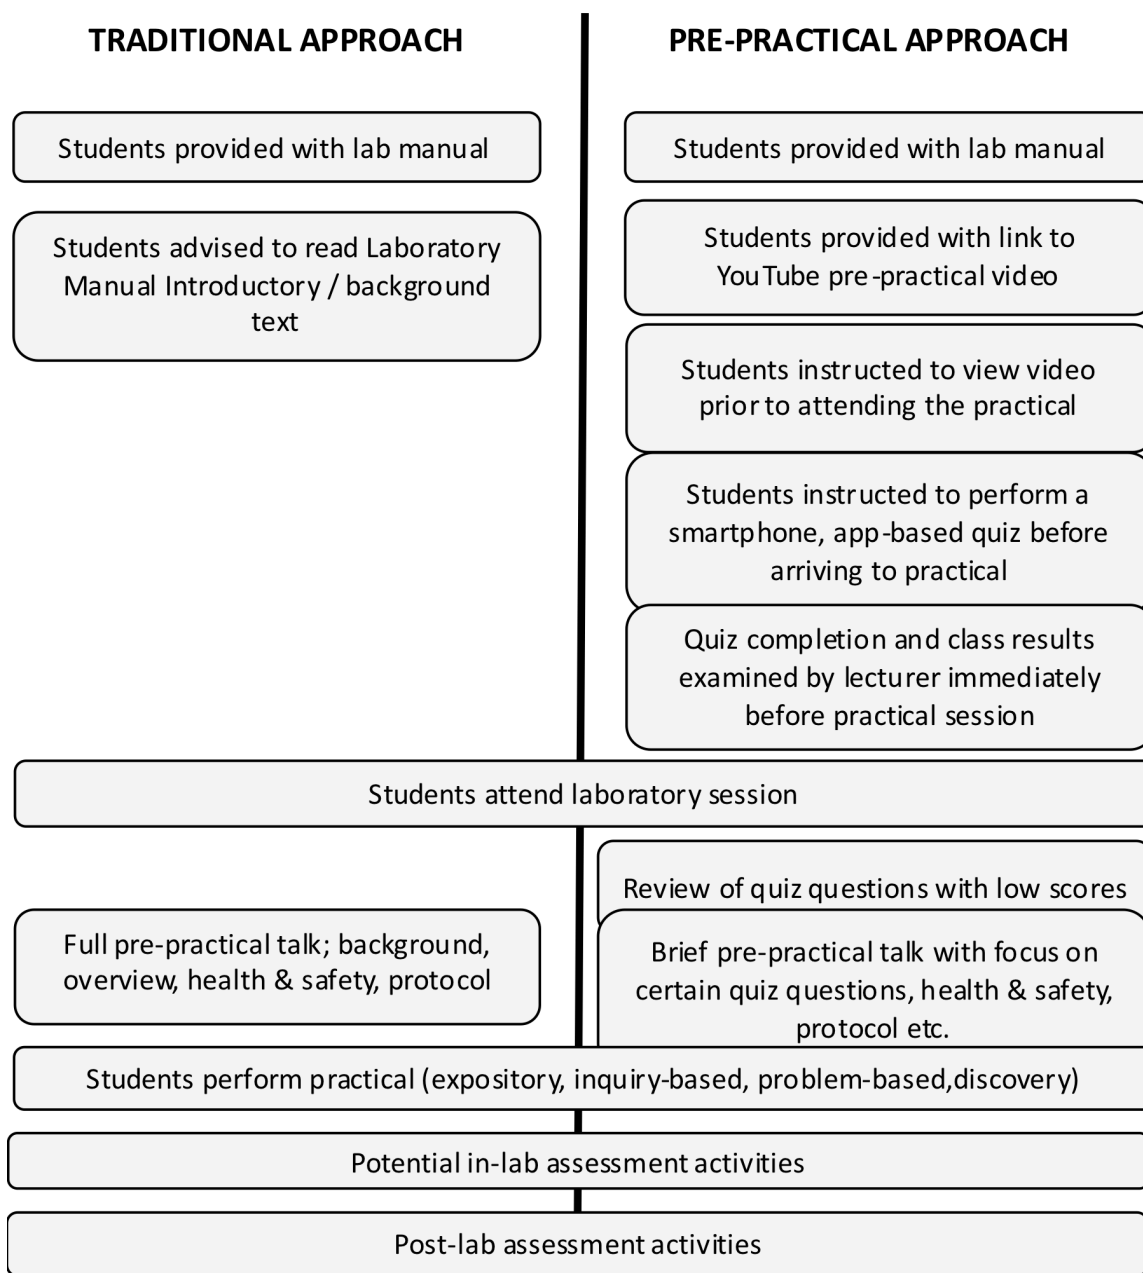 TRADITIONAL APPROACH
PRE-PRACTICAL APPROACH
Students provided with lab manual
Students provided with lab manual
Students advised to read Laboratory
Manual Introductory / background
text
Students provided with link to
YouTube pre-practical video
Students instructed to view video
prior to attending the practical
Students instructed to perform a
smartphone, app-based quiz before
arriving to practical
Quiz completion and class results
examined by lecturer immediately
before practical session
Students attend laboratory session
Review of quiz questions with low scores
Full pre-practical talk; background,
overview, health & safety, protocol
Brief pre-practical talk with focus on
certain quiz questions, health & safety,
protocol etc.
Students perform practical (expository, inquiry-based, problem-based,discovery)
Potential in-lab assessment activities
Post-lab assessment activities